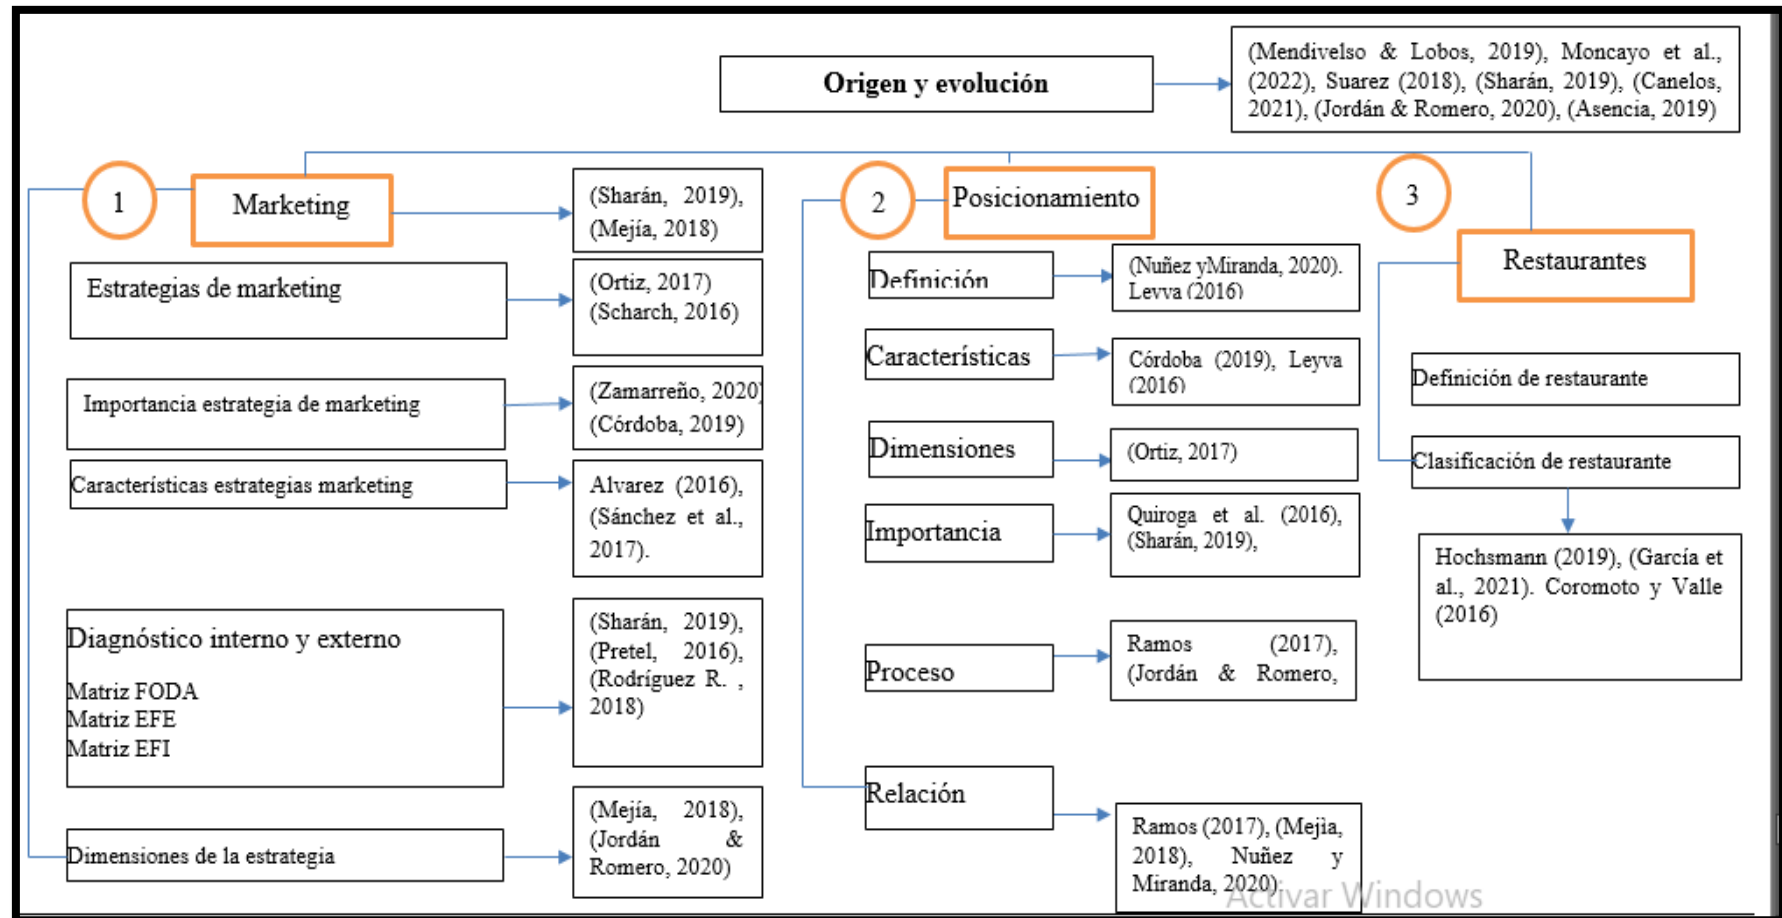 Origen y evolución
(Mendivelso & Lobos, 2019), Moncayo et al.,
(2022), Suarez (2018), (Sharán, 2019), (Canelos,
2021), (Jordán & Romero, 2020), (Asencia, 2019)
1
Marketing
(Sharán, 2019),
(Mejía, 2018)
Estrategias de marketing
(Ortiz, 2017)
(Scharch, 2016)
Importancia estrategia de marketing
(Zamarreño, 2020)
(Córdoba, 2019)
Características estrategias marketing
Alvarez (2016),
(Sánchez et al.,
2017).
Diagnóstico interno y externo
Matriz FODA
Matriz EFE
Matriz EFI
(Sharán, 2019),
(Pretel, 2016),
(Rodríguez R. ,
2018)
Dimensiones de la estrategia
(Mejía, 2018),
(Jordán &
Romero, 2020)
2
Posicionamiento
Definición
(Nuñez yMiranda, 2020).
Leyva (2016)
Características
Córdoba (2019), Leyva
(2016)
Dimensiones
(Ortiz, 2017)
Importancia
Quiroga et al. (2016),
(Sharán, 2019),
Proceso
Ramos (2017),
(Jordán & Romero,
Relación
Ramos (2017), (Mejìa,
2018), Nuñez y
Miranda, 2020)
3
Restaurantes
Definición de restaurante
Clasificación de restaurante
Hochsmann (2019), (García et
al., 2021). Coromoto y Valle
(2016)
Activar Windows